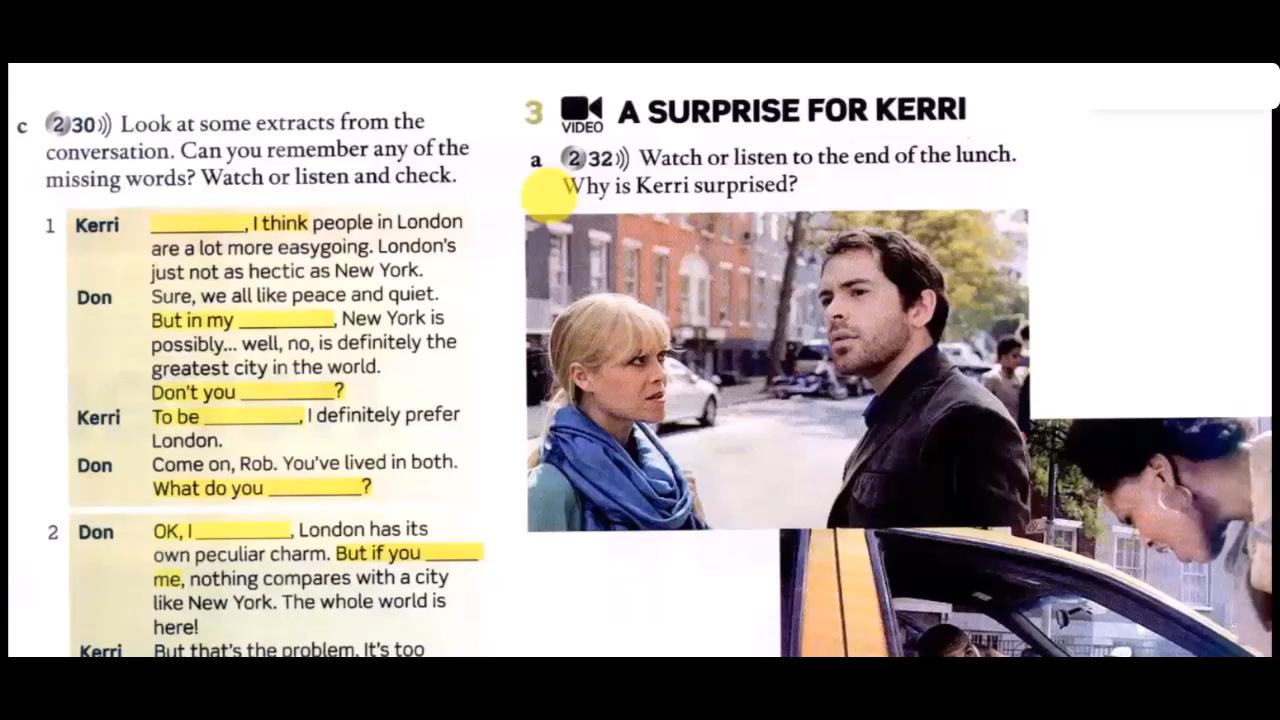 c 2 30 Look at some extracts from the
conversation. Can you remember any of the
missing words? Watch or listen and check.
1 Kerri ________, I think people in London
are a lot more easygoing. London's
just not as hectic as New York.
Don Sure, we all like peace and quiet.
But in my ________, New York is
possibly... well, no, is definitely the
greatest city in the world.
Don't you ________?
Kerri To be ________, I definitely prefer
London.
Don Come on, Rob. You've lived in both.
What do you ________?
2 Don OK, I ________, London has its
own peculiar charm. But if you ____
me, nothing compares with a city
like New York. The whole world is
here!
Kerri But that's the problem. It's too
3 VIDEO A SURPRISE FOR KERRI
a 2 32 Watch or listen to the end of the lunch.
Why is Kerri surprised?